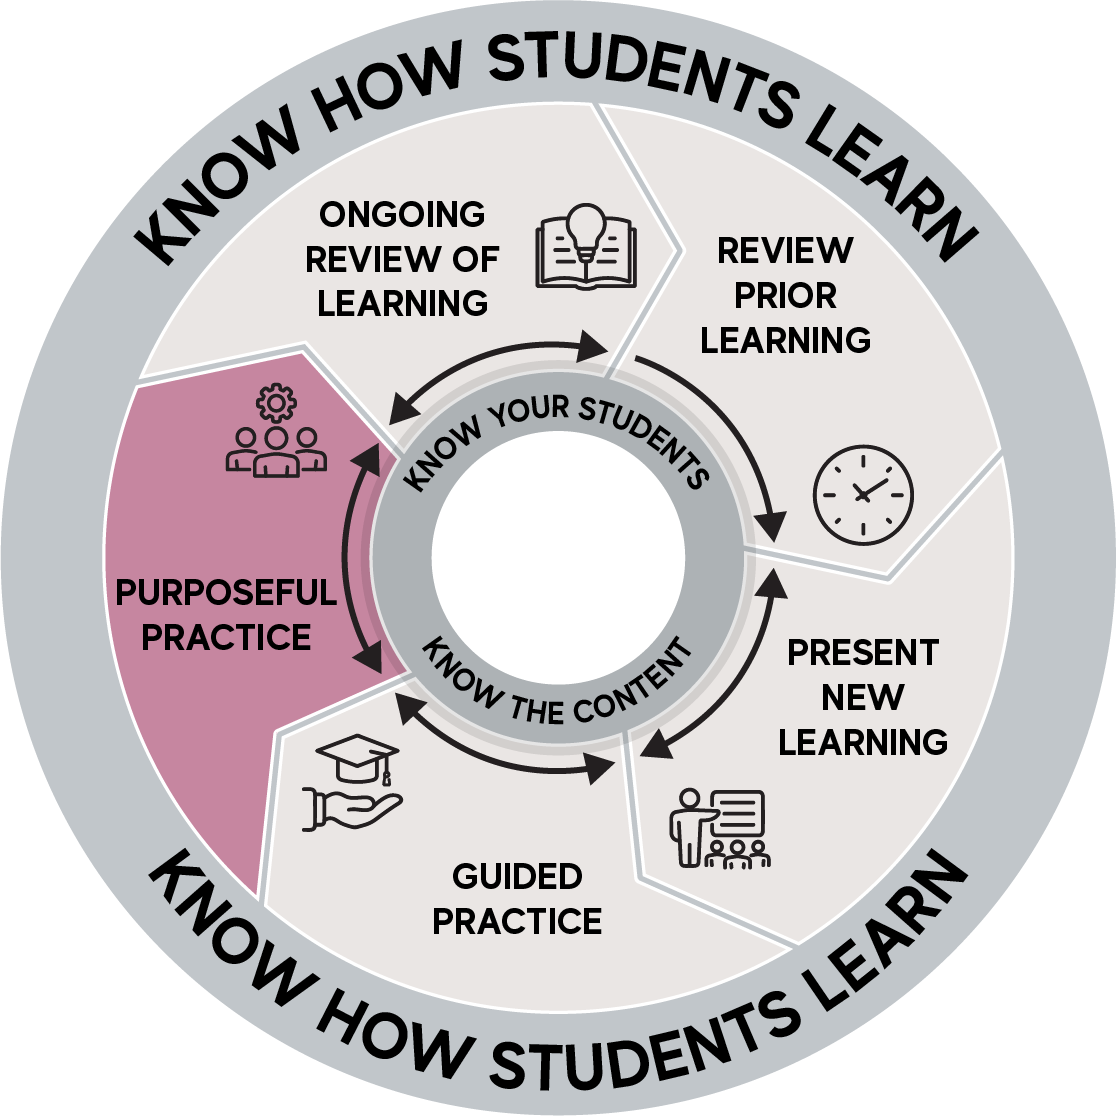 KNOW HOW STUDENTS LEARN
ONGOING
REVIEW OF
LEARNING
REVIEW
PRIOR
LEARNING
KNOW YOUR STUDENTS
PURPOSEFUL
PRACTICE
KNOW THE CONTENT
PRESENT
NEW
LEARNING
GUIDED
PRACTICE
KNOW HOW STUDENTS LEARN